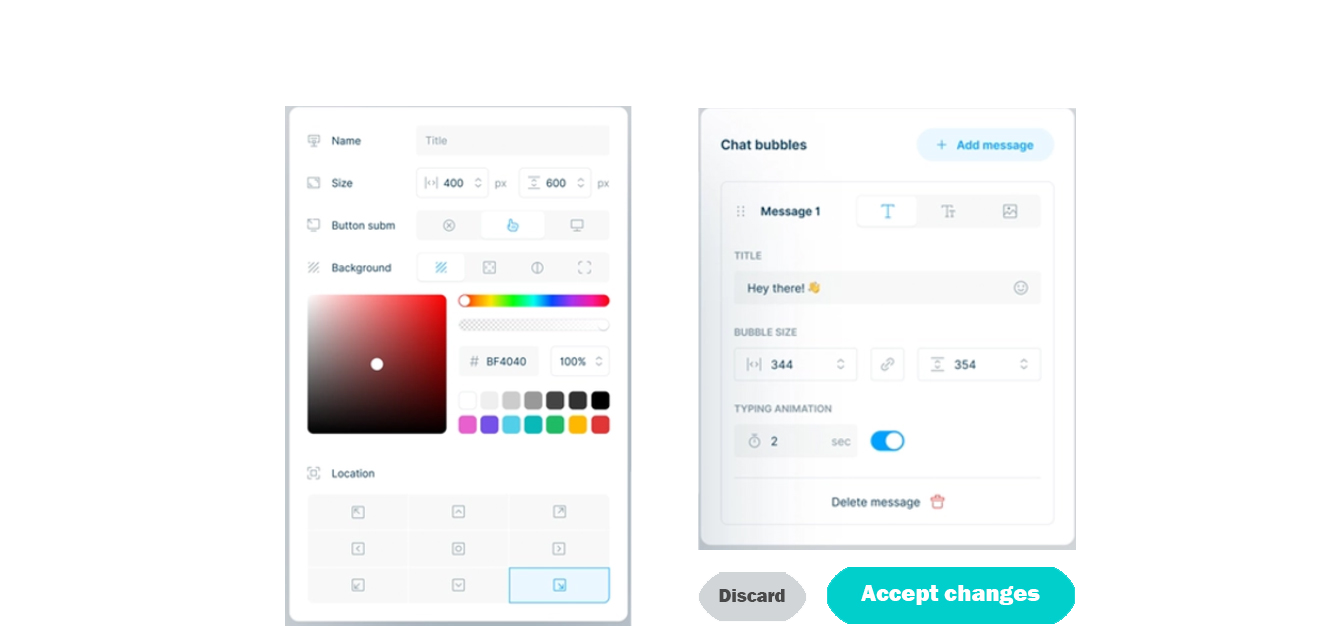 Name
Title
Size
400
px
600
px
Button subm
Background
# BF4040
100%
Location
Chat bubbles
+ Add message
Message 1
T
Tт
TITLE
Hey there! 👋
BUBBLE SIZE
344
354
TYPING ANIMATION
2
sec
Delete message
Discard
Accept changes